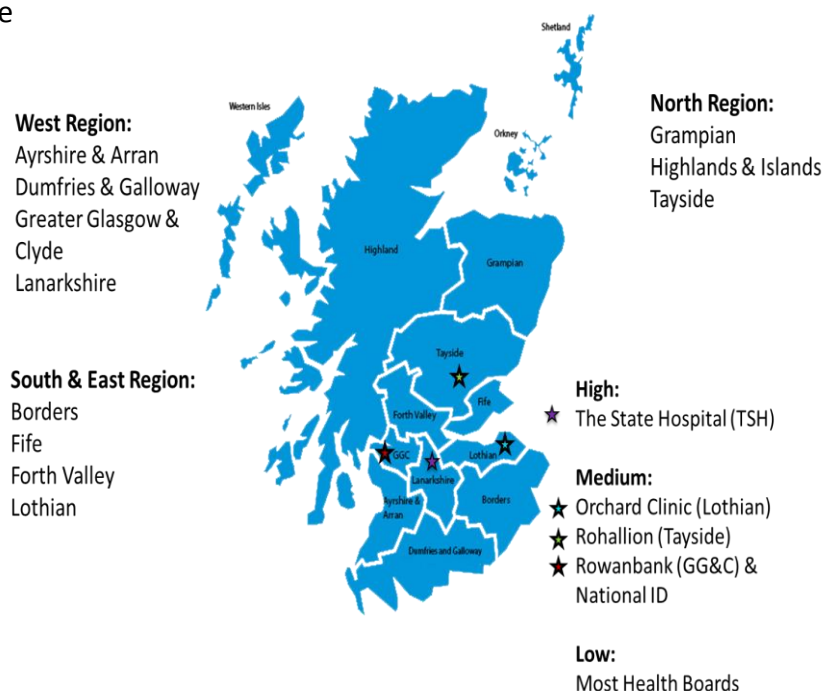 e
West Region:
Ayrshire & Arran
Dumfries & Galloway
Greater Glasgow &
Clyde
Lanarkshire
South & East Region:
Borders
Fife
Forth Valley
Lothian
Shetland
Western Isles
Orkney
Highland
Grampian
Tayside
Fife
Forth Valley
GGC
Lothian
Lanarkshire
Ayrshire &
Arran
Borders
Dumfries and Galloway
North Region:
Grampian
Highlands & Islands
Tayside
High:
The State Hospital (TSH)
Medium:
Orchard Clinic (Lothian)
Rohallion (Tayside)
Rowanbank (GG&C) &
National ID
Low:
Most Health Boards